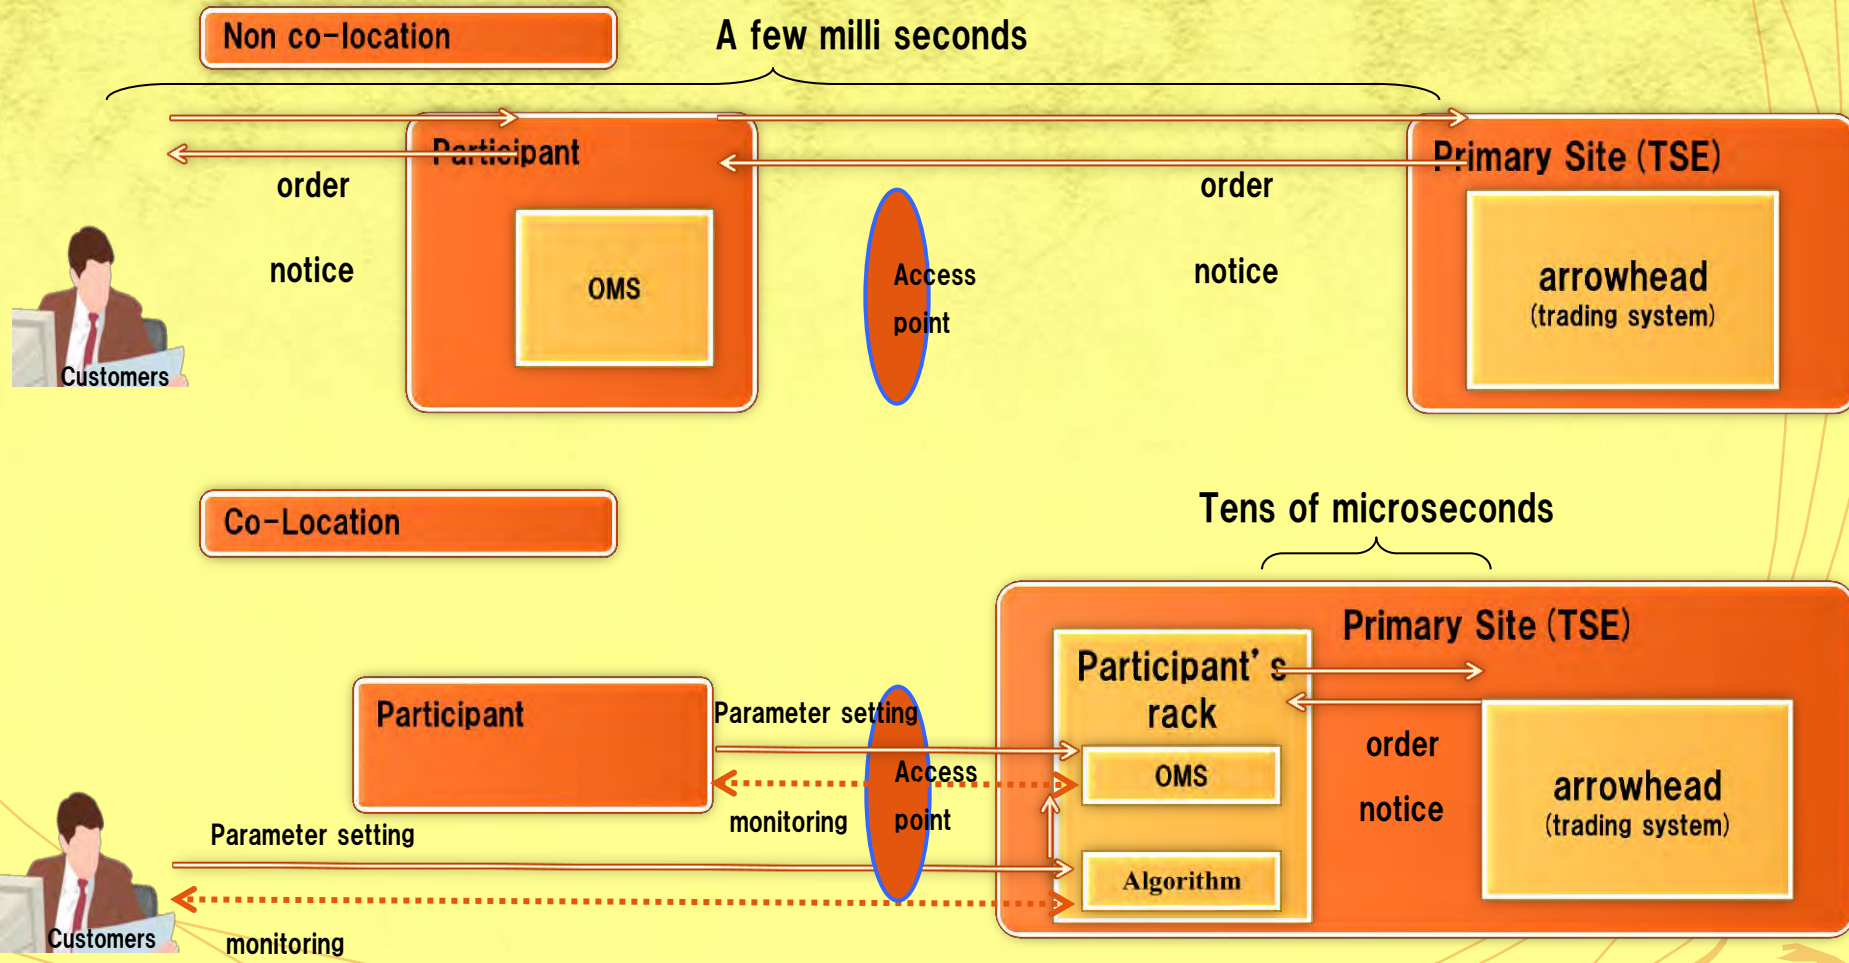 Non co-location
A few milli seconds
Participant
Primary Site (TSE)
order
order
notice
notice
OMS
Access
point
arrowhead
(trading system)
Customers
Co-Location
Tens of microseconds
Primary Site (TSE)
Participant's
rack
Participant
Parameter setting
order
OMS
Access
point
monitoring
notice
arrowhead
(trading system)
Parameter setting
Algorithm
Customers
monitoring